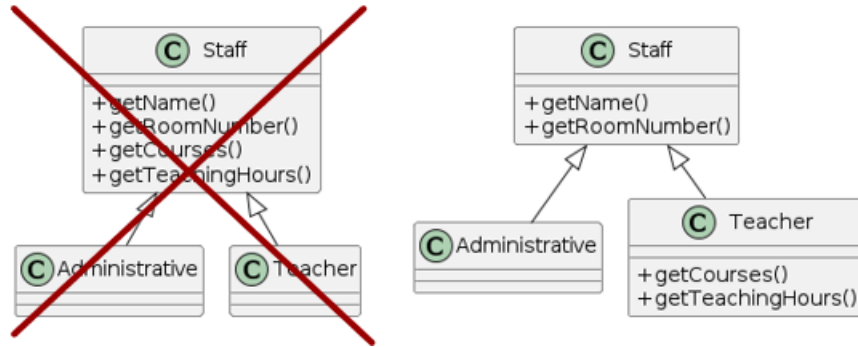 C Staff
+getName()
+getRoomNumber()
+getCourses()
+getTeachingHours()
C Administrative
C Teacher
C Staff
+getName()
+getRoomNumber()
C Administrative
C Teacher
+getCourses()
+getTeachingHours()